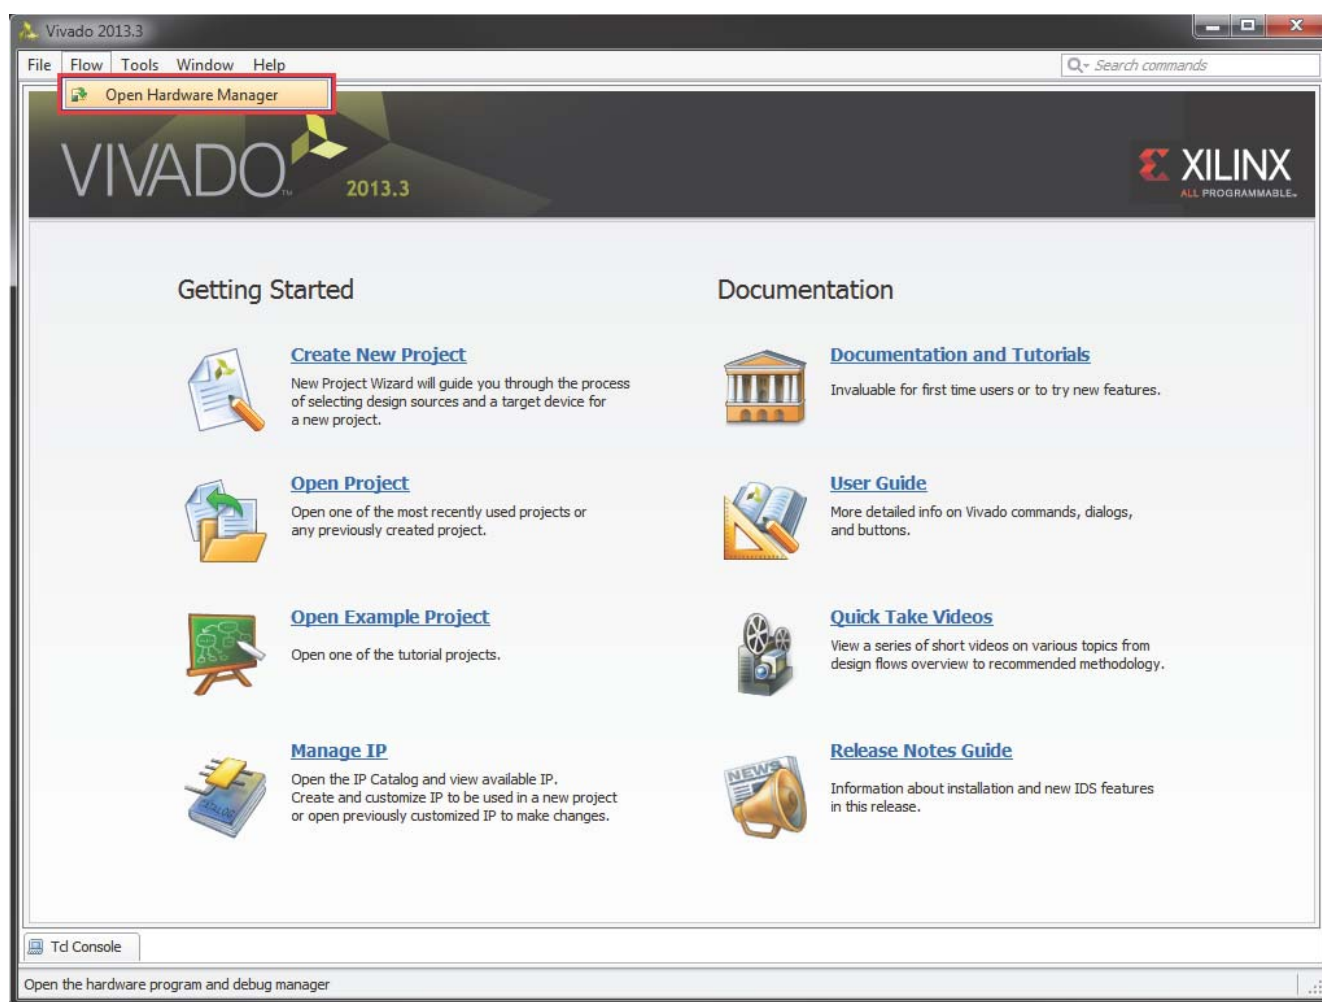 Vivado 2013.3
File Flow Tools Window Help
Search commands
Open Hardware Manager
VIVADO™
2013.3
XILINX
ALL PROGRAMMABLE™
Getting Started
Create New Project
New Project Wizard will guide you through the process
of selecting design sources and a target device for
a new project.
Open Project
Open one of the most recently used projects or
any previously created project.
Open Example Project
Open one of the tutorial projects.
Manage IP
Open the IP Catalog and view available IP.
Create and customize IP to be used in a new project
or open previously customized IP to make changes.
Documentation
Documentation and Tutorials
Invaluable for first time users or to try new features.
User Guide
More detailed info on Vivado commands, dialogs,
and buttons.
Quick Take Videos
View a series of short videos on various topics from
design flows overview to recommended methodology.
NEWS
Release Notes Guide
Information about installation and new IDS features
in this release.
CATALOG
Tcl Console
Open the hardware program and debug manager